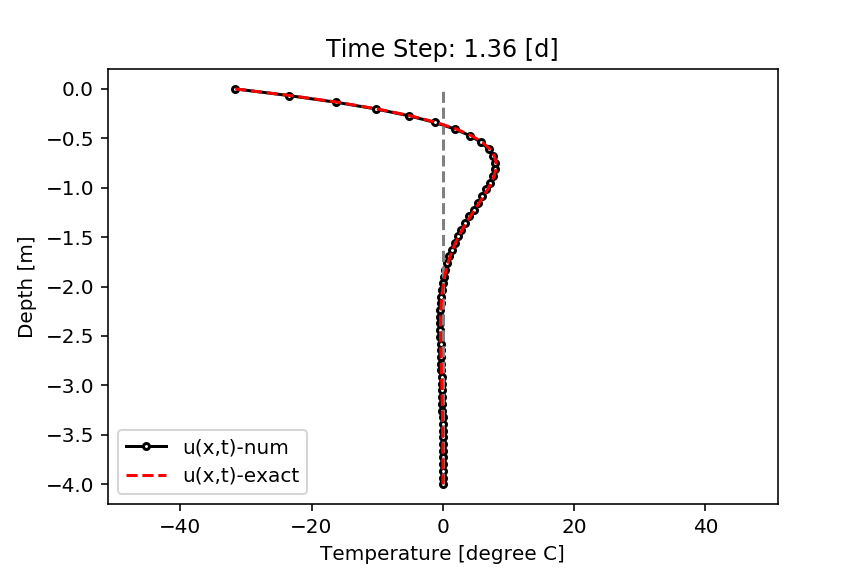 Time Step: 1.36 [d]
Depth [m]
0.0
−0.5
−1.0
−1.5
−2.0
−2.5
−3.0
−3.5
−4.0
u(x,t)-num
u(x,t)-exact
−40 −20 0 20 40
Temperature [degree C]